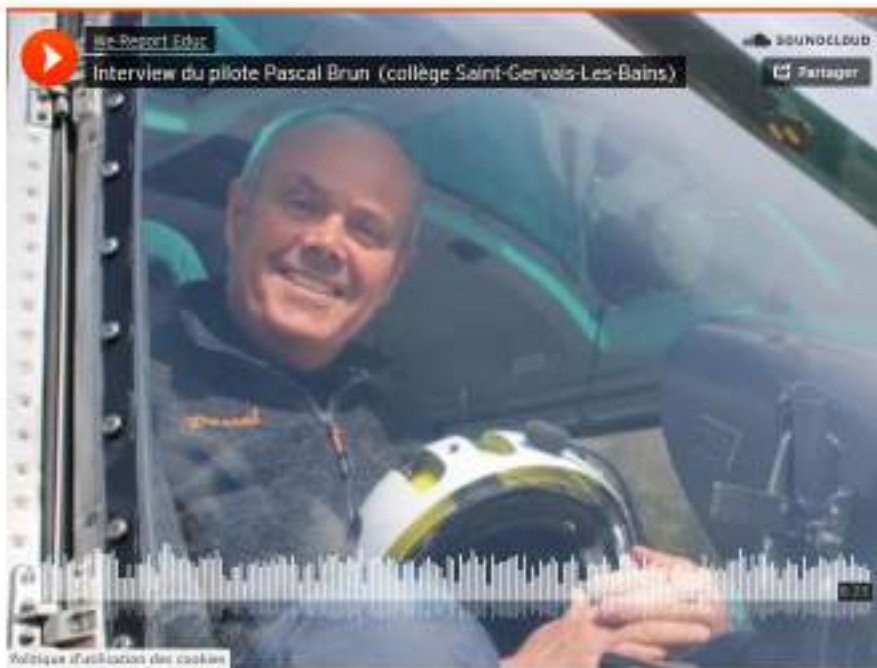 We Report Educ
SOUNDCLOUD
Interview du pilote Pascal Brun (collège Saint-Gervais-Les-Bains)
Partager
Pascal
Politique d'utilisation des cookies